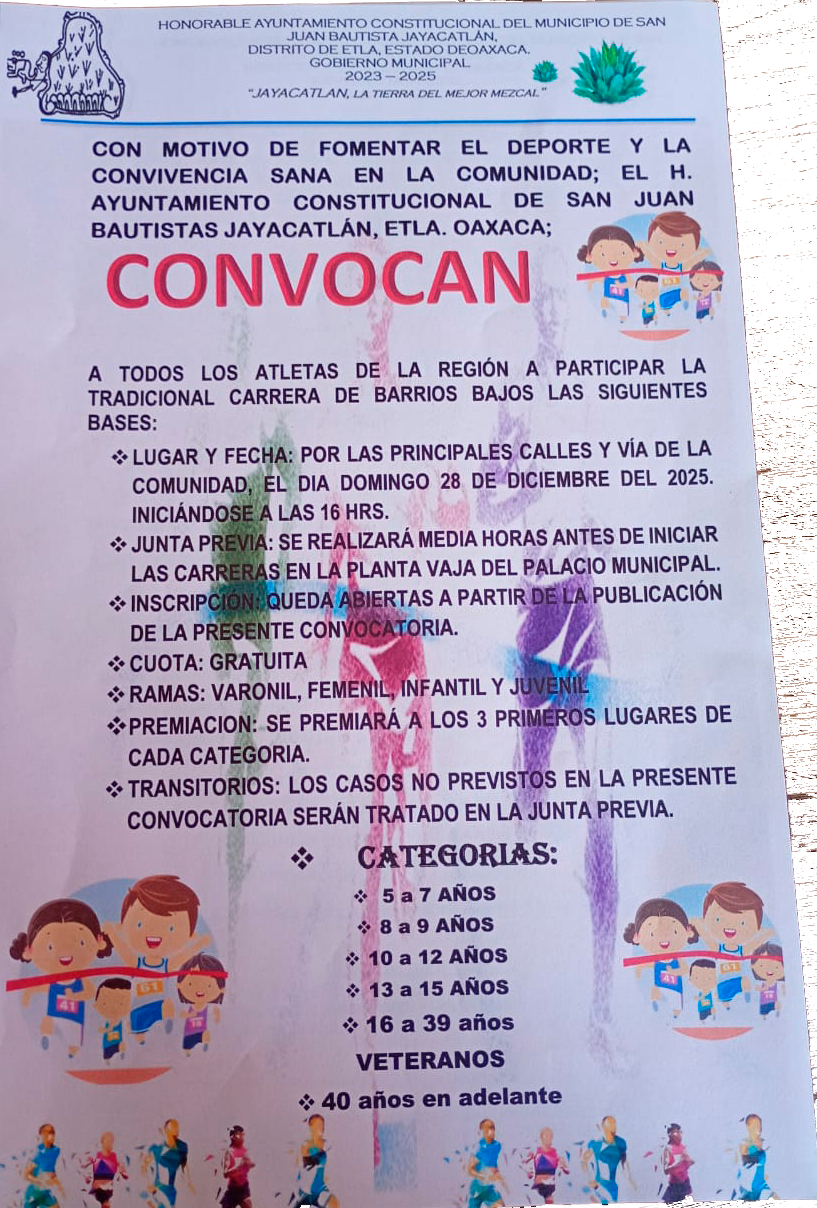 HONORABLE AYUNTAMIENTO CONSTITUCIONAL DEL MUNICIPIO DE SAN
JUAN BAUTISTA JAYACATLÁN,
DISTRITO DE ETLA, ESTADO DEOAXACA.
GOBIERNO MUNICIPAL
2023 – 2025
"JAYACATLAN, LA TIERRA DEL MEJOR MEZCAL"
CON MOTIVO DE FOMENTAR EL DEPORTE Y LA
CONVIVENCIA SANA EN LA COMUNIDAD; EL H.
AYUNTAMIENTO CONSTITUCIONAL DE SAN JUAN
BAUTISTAS JAYACATLÁN, ETLA. OAXACA;
CONVOCAN
A TODOS LOS ATLETAS DE LA REGIÓN A PARTICIPAR LA
TRADICIONAL CARRERA DE BARRIOS BAJOS LAS SIGUIENTES
BASES:
❖ LUGAR Y FECHA: POR LAS PRINCIPALES CALLES Y VÍA DE LA
COMUNIDAD, EL DIA DOMINGO 28 DE DICIEMBRE DEL 2025.
INICIÁNDOSE A LAS 16 HRS.
❖ JUNTA PREVIA: SE REALIZARÁ MEDIA HORAS ANTES DE INICIAR
LAS CARRERAS EN LA PLANTA VAJA DEL PALACIO MUNICIPAL.
❖ INSCRIPCIÓN: QUEDA ABIERTAS A PARTIR DE LA PUBLICACIÓN
DE LA PRESENTE CONVOCATORIA.
❖ CUOTA: GRATUITA
❖ RAMAS: VARONIL, FEMENIL, INFANTIL Y JUVENIL
❖ PREMIACION: SE PREMIARÁ A LOS 3 PRIMEROS LUGARES DE
CADA CATEGORIA.
❖ TRANSITORIOS: LOS CASOS NO PREVISTOS EN LA PRESENTE
CONVOCATORIA SERÁN TRATADO EN LA JUNTA PREVIA.
❖ CATEGORIAS:
❖ 5 a 7 AÑOS
❖ 8 a 9 AÑOS
❖ 10 a 12 AÑOS
❖ 13 a 15 AÑOS
❖ 16 a 39 años
VETERANOS
❖ 40 años en adelante